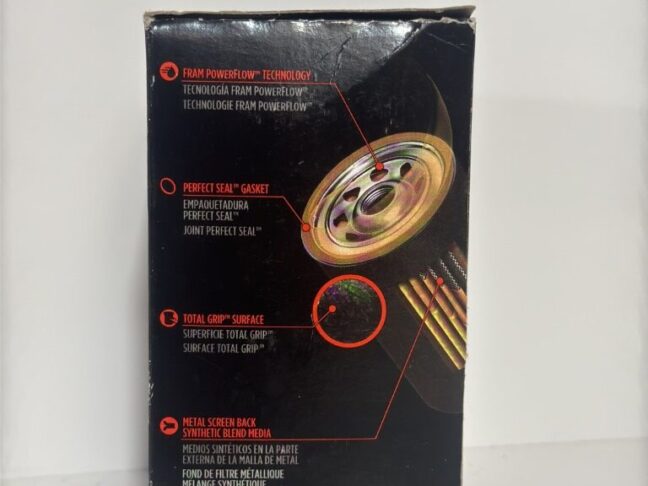 FRAM POWERFLOW™ TECHNOLOGY
TECNOLOGÍA FRAM POWERFLOW™
TECHNOLOGIE FRAM POWERFLOW™
PERFECT SEAL™ GASKET
EMPAQUETADURA
PERFECT SEAL™
JOINT PERFECT SEAL™
TOTAL GRIP™ SURFACE
SUPERFICIE TOTAL GRIP™
SURFACE TOTAL GRIP™
METAL SCREEN BACK
SYNTHETIC BLEND MEDIA
MEDIOS SINTÉTICOS EN LA PARTE
EXTERNA DE LA MALLA DE METAL
FOND DE FILTRE MÉTALLIQUE
MÉLANGE SYNTHÉTIQUE